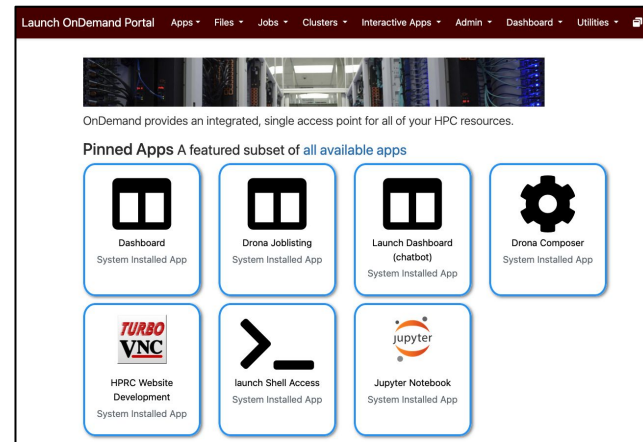 Launch OnDemand Portal Apps Files Jobs Clusters Interactive Apps Admin Dashboard Utilities
OnDemand provides an integrated, single access point for all of your HPC resources.
Pinned Apps A featured subset of all available apps
Dashboard
System Installed App
Drona Joblisting
System Installed App
Launch Dashboard
(chatbot)
System Installed App
Drona Composer
System Installed App
TURBO
VNC
HPRC Website
Development
System Installed App
launch Shell Access
System Installed App
jupyter
Jupyter Notebook
System Installed App